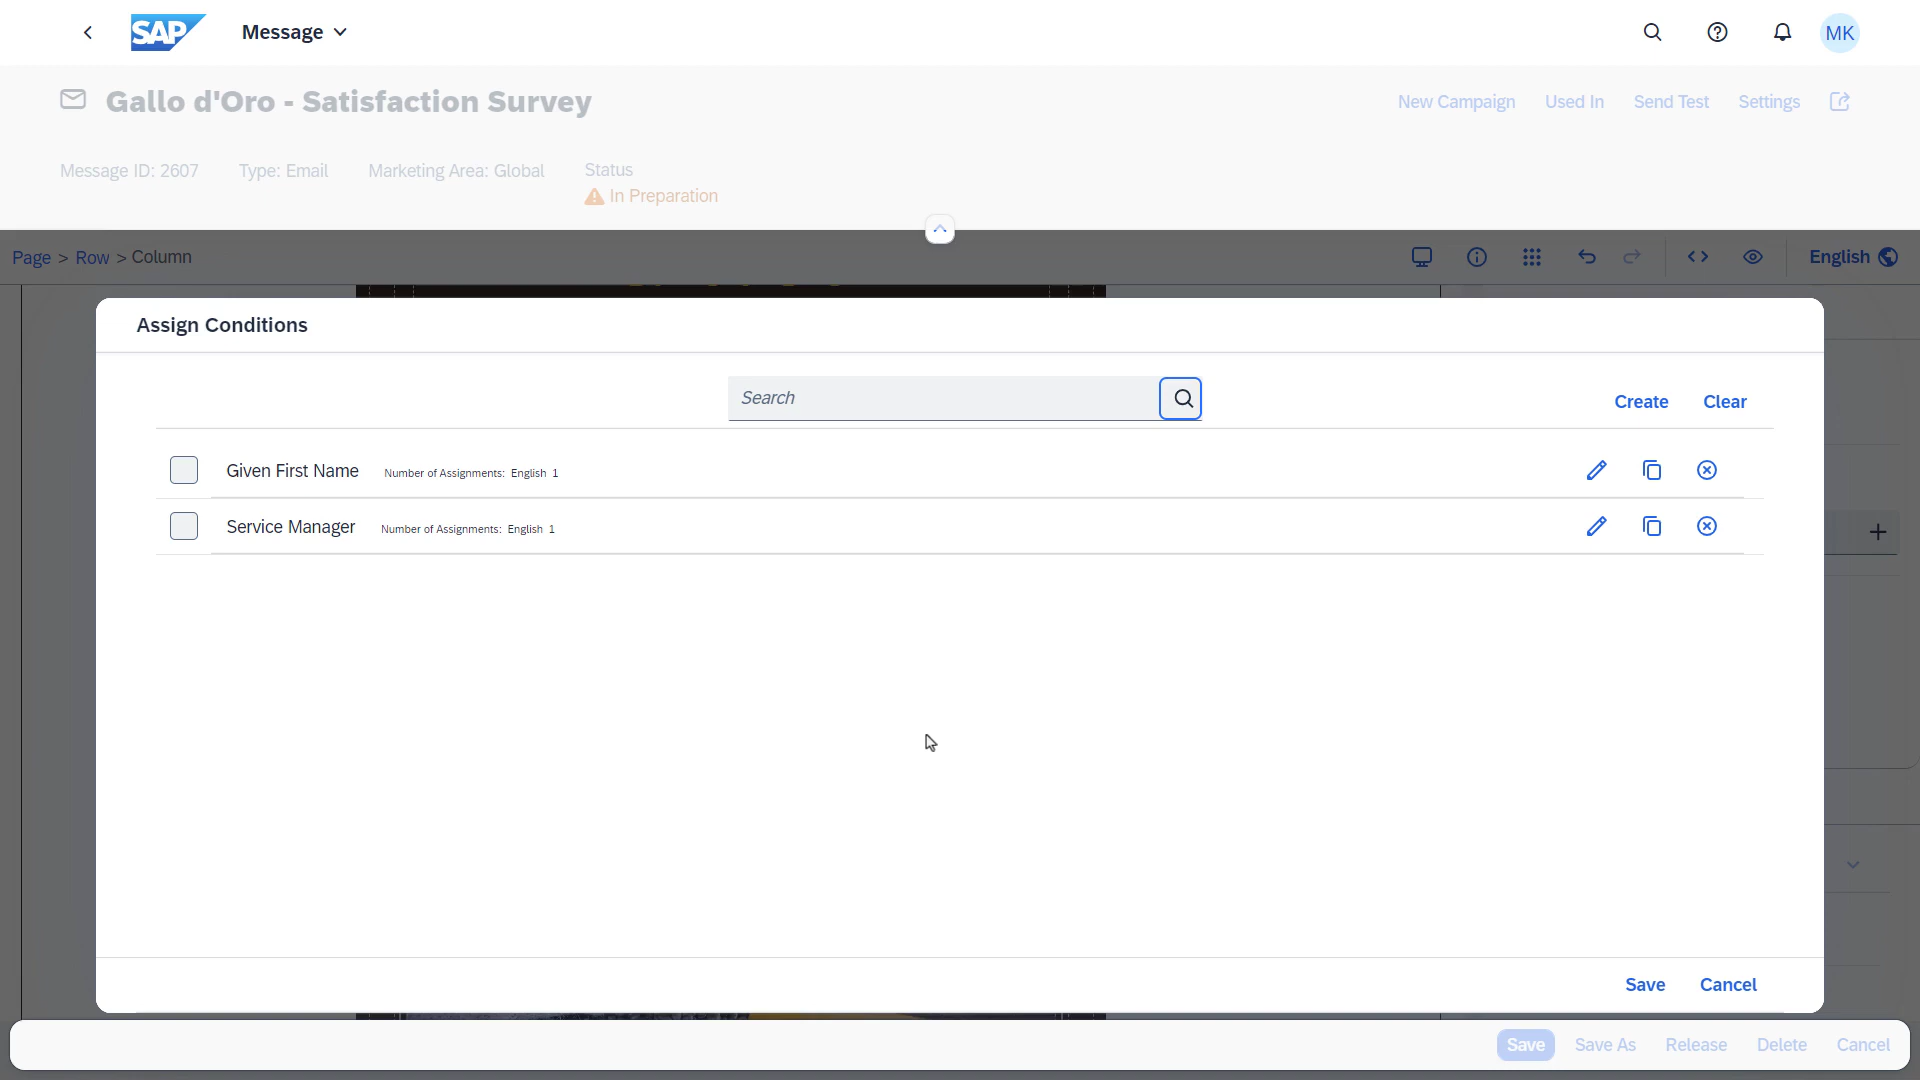 SAP
Message
MK
Gallo d'Oro - Satisfaction Survey
New Campaign
Used In
Send Test
Settings
Message ID: 2607
Type: Email
Marketing Area: Global
Status
In Preparation
Page > Row > Column
English
Assign Conditions
Search
Create
Clear
Given First Name
Number of Assignments: English 1
Service Manager
Number of Assignments: English 1
Save
Cancel
Save
Save As
Release
Delete
Cancel